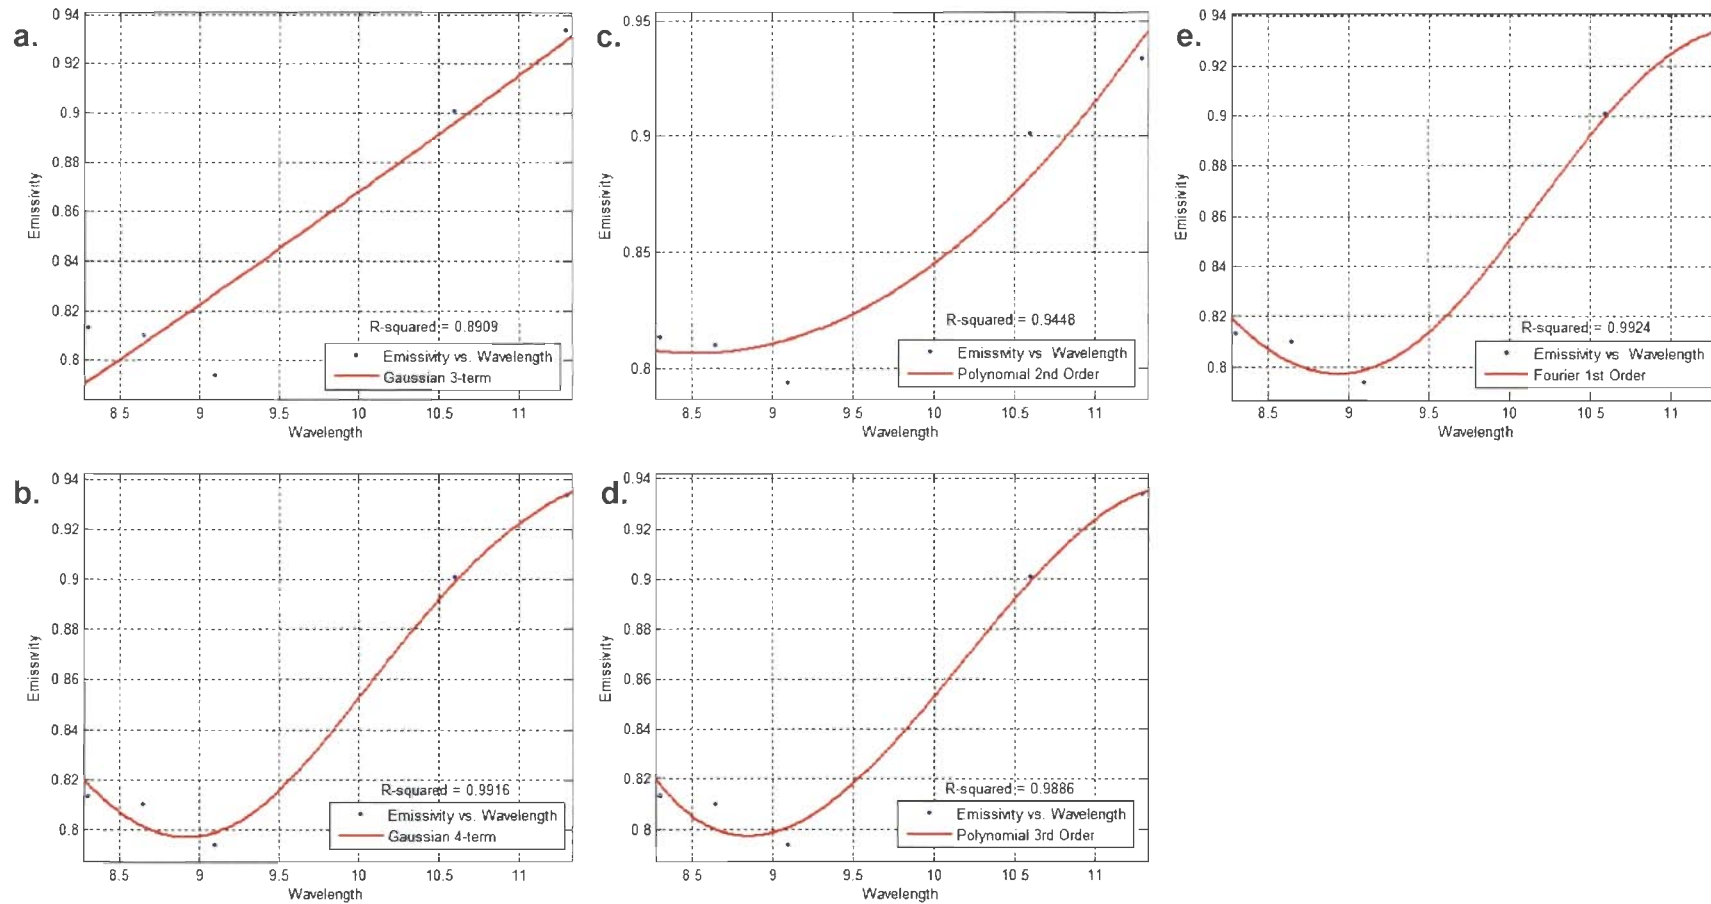 a.
0.94
0.92
0.9
0.88
0.86
0.84
0.82
0.8
Emissivity
8.5 9 9.5 10 10.5 11
Wavelength
R-squared = 0.8909
Emissivity vs. Wavelength
Gaussian 3-term
c.
0.95
0.9
0.85
0.8
Emissivity
8.5 9 9.5 10 10.5 11
Wavelength
R-squared = 0.9448
Emissivity vs Wavelength
Polynomial 2nd Order
e.
0.94
0.92
0.9
0.88
0.86
0.84
0.82
0.8
Emissivity
8.5 9 9.5 10 10.5 11
Wavelength
R-squared = 0.9924
Emissivity vs Wavelength
Fourier 1st Order
b.
0.94
0.92
0.9
0.88
0.86
0.84
0.82
0.8
Emissivity
8.5 9 9.5 10 10.5 11
Wavelength
R-squared = 0.9916
Emissivity vs. Wavelength
Gaussian 4-term
d.
0.94
0.92
0.9
0.88
0.86
0.84
0.82
0.8
Emissivity
8.5 9 9.5 10 10.5 11
Wavelength
R-squared = 0.9886
Emissivity vs. Wavelength
Polynomial 3rd Order